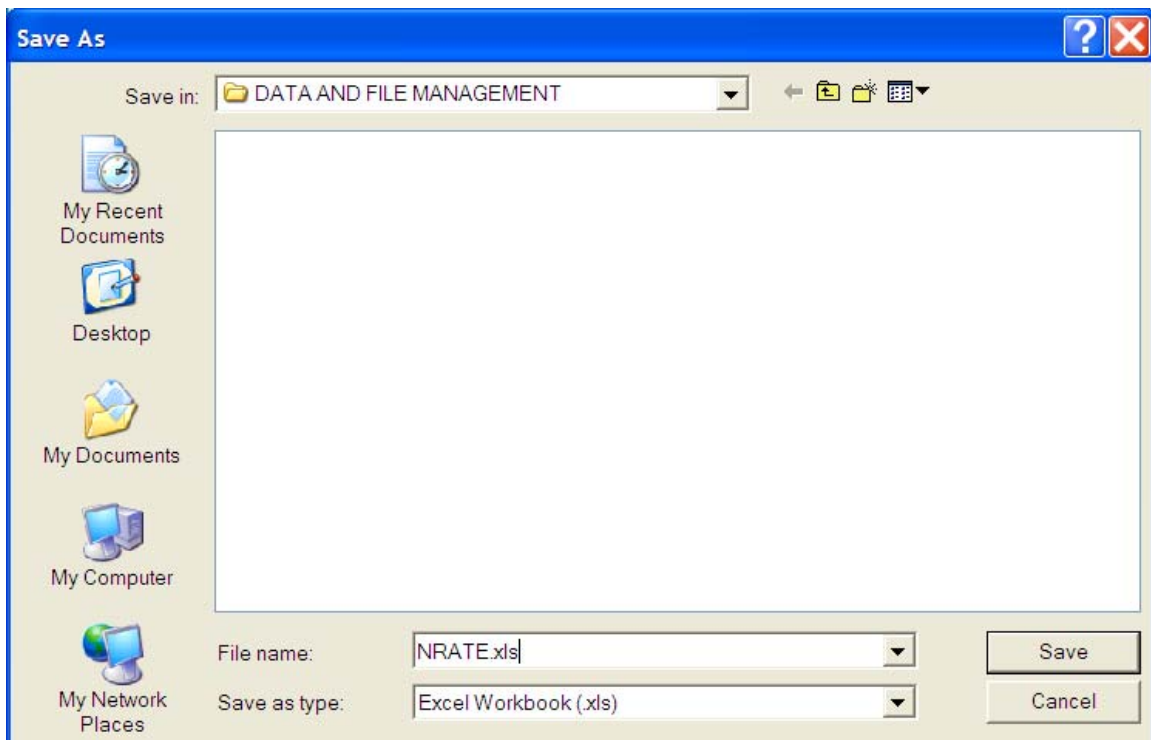 Save As
Save in:
DATA AND FILE MANAGEMENT
My Recent
Documents
Desktop
My Documents
My Computer
My Network
Places
File name:
NRATE.xls
Save
Save as type:
Excel Workbook (.xls)
Cancel